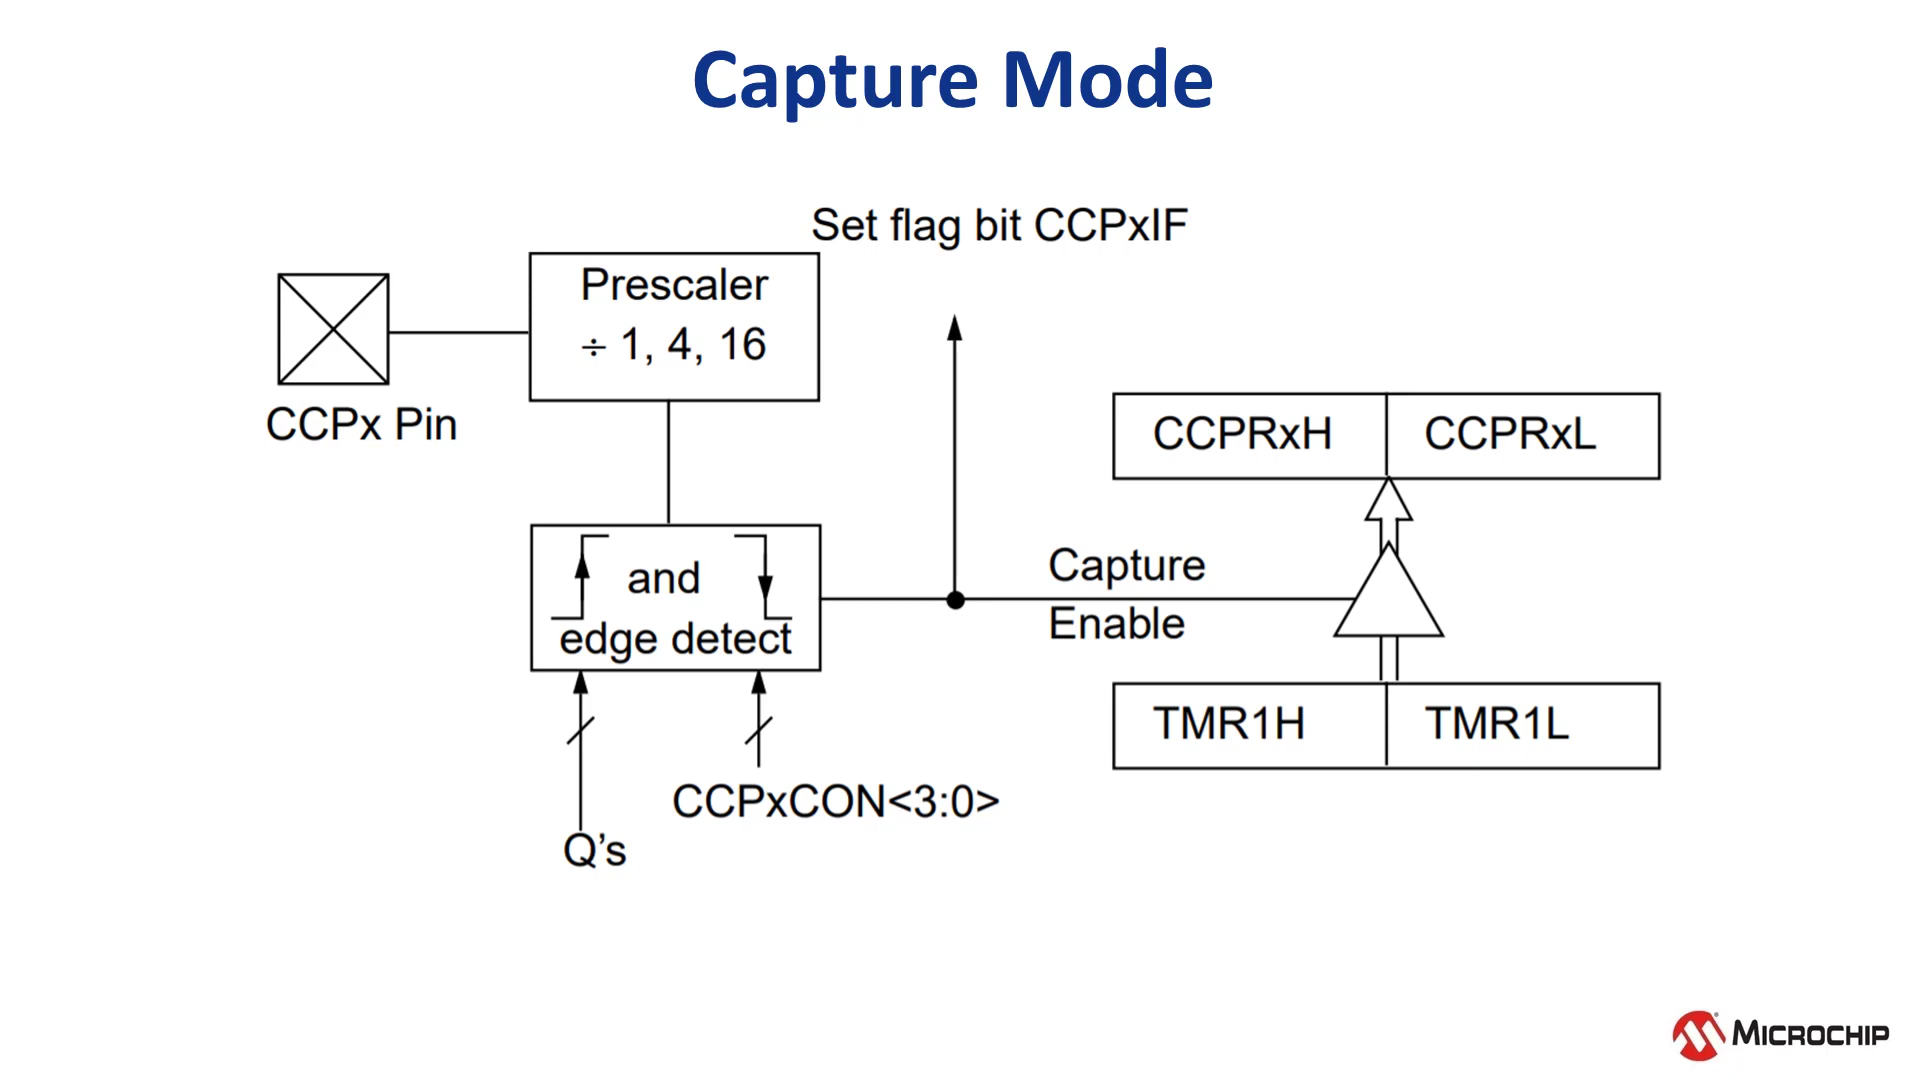 Capture Mode
Set flag bit CCPxIF
Prescaler
÷ 1, 4, 16
CCPx Pin
CCPRxH
CCPRxL
and
edge detect
Capture
Enable
TMR1H
TMR1L
CCPxCON<3:0>
Q’s
MICROCHIP